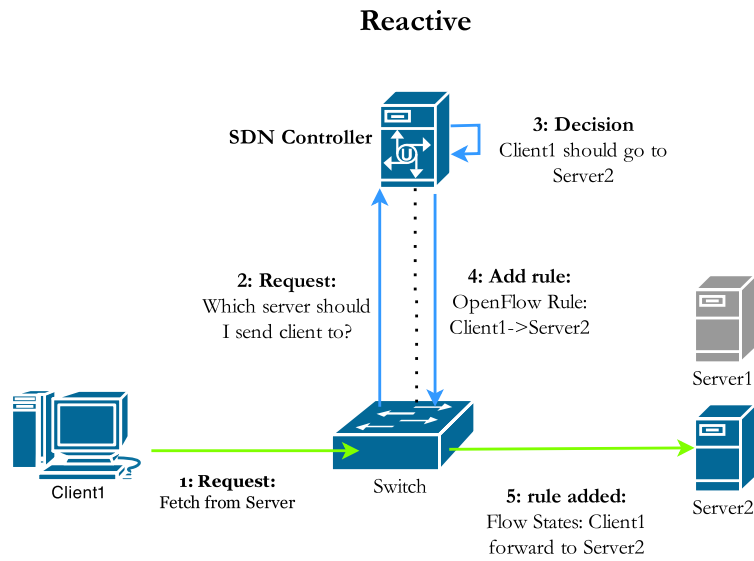 Reactive
SDN Controller
U
3: Decision
Client1 should go to
Server2
2: Request:
Which server should
I send client to?
4: Add rule:
OpenFlow Rule:
Client1->Server2
Server1
Client1
1: Request:
Fetch from Server
Switch
5: rule added:
Flow States: Client1
forward to Server2
Server2